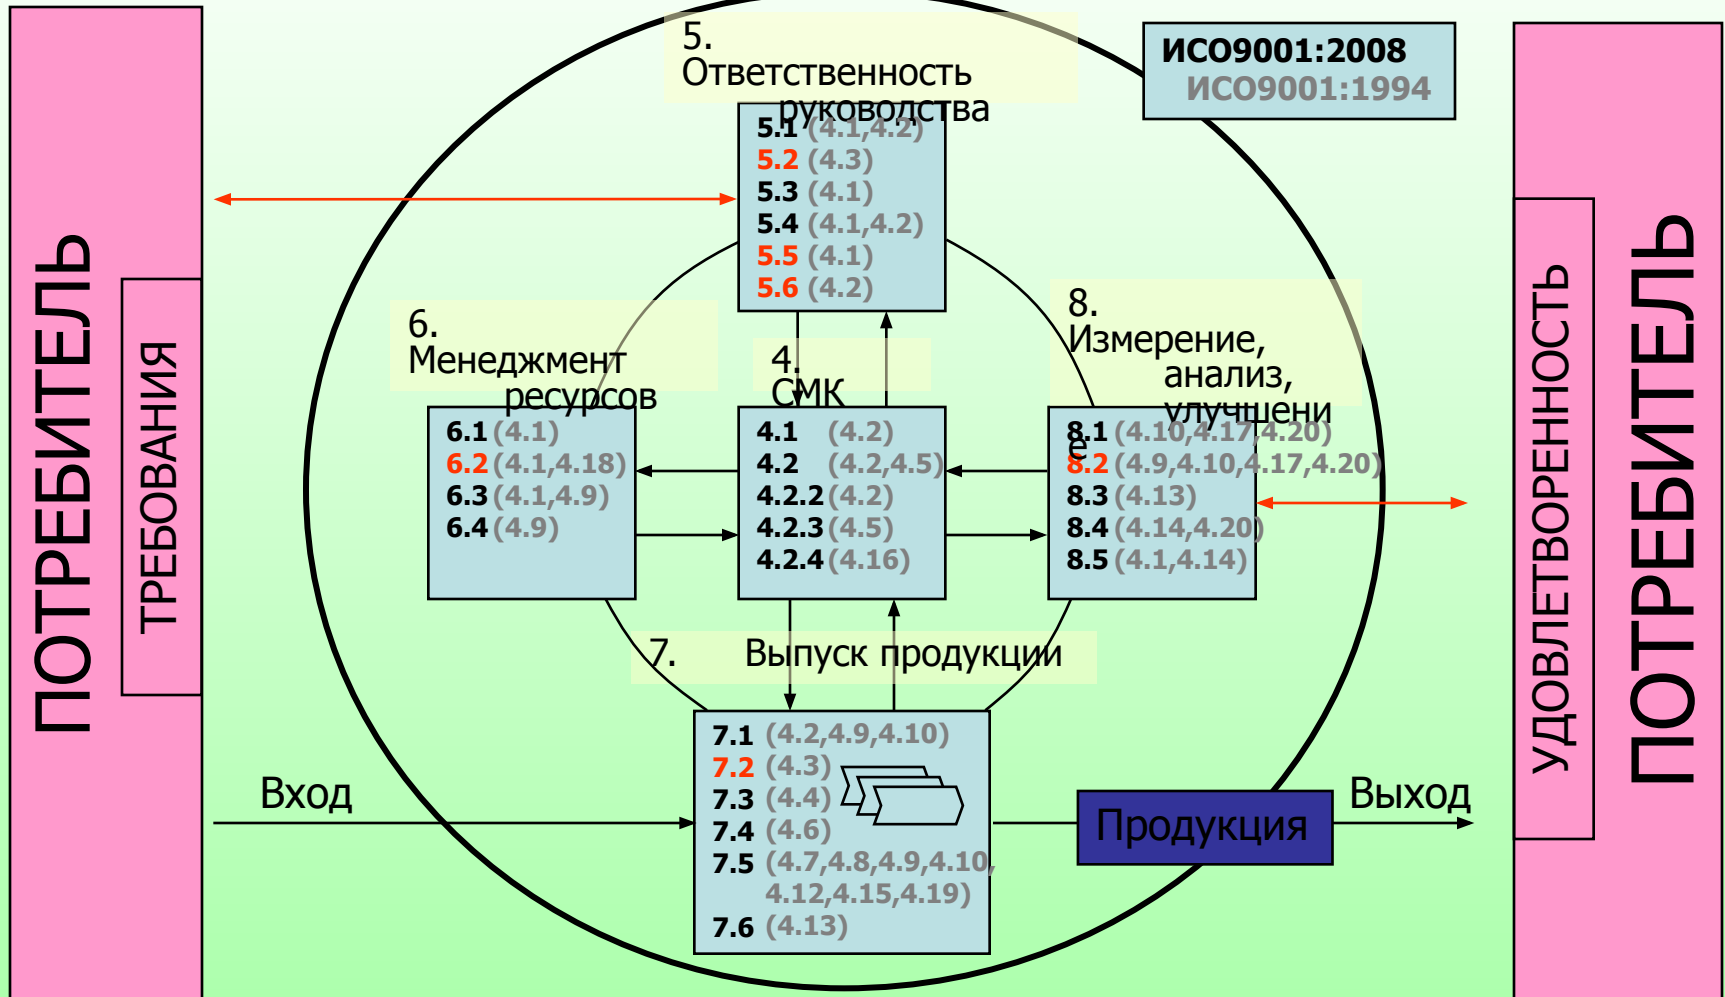 ПОТРЕБИТЕЛЬ
ТРЕБОВАНИЯ
5.
Ответственность
руководства
5.1 (4.1,4.2)
5.2 (4.3)
5.3 (4.1)
5.4 (4.1,4.2)
5.5 (4.1)
5.6 (4.2)
ИСО9001:2008
ИСО9001:1994
6.
Менеджмент
ресурсов
6.1 (4.1)
6.2 (4.1,4.18)
6.3 (4.1,4.9)
6.4 (4.9)
4.
СМК
4.1 (4.2)
4.2 (4.2,4.5)
4.2.2 (4.2)
4.2.3 (4.5)
4.2.4 (4.16)
8.
Измерение,
анализ,
улучшени
е
8.1 (4.10,4.17,4.20)
8.2 (4.9,4.10,4.17,4.20)
8.3 (4.13)
8.4 (4.14,4.20)
8.5 (4.1,4.14)
7. Выпуск продукции
7.1 (4.2,4.9,4.10)
7.2 (4.3)
7.3 (4.4)
7.4 (4.6)
7.5 (4.7,4.8,4.9,4.10,
4.12,4.15,4.19)
7.6 (4.13)
Вход
Продукция
Выход
УДОВЛЕТВОРЕННОСТЬ
ПОТРЕБИТЕЛЬ